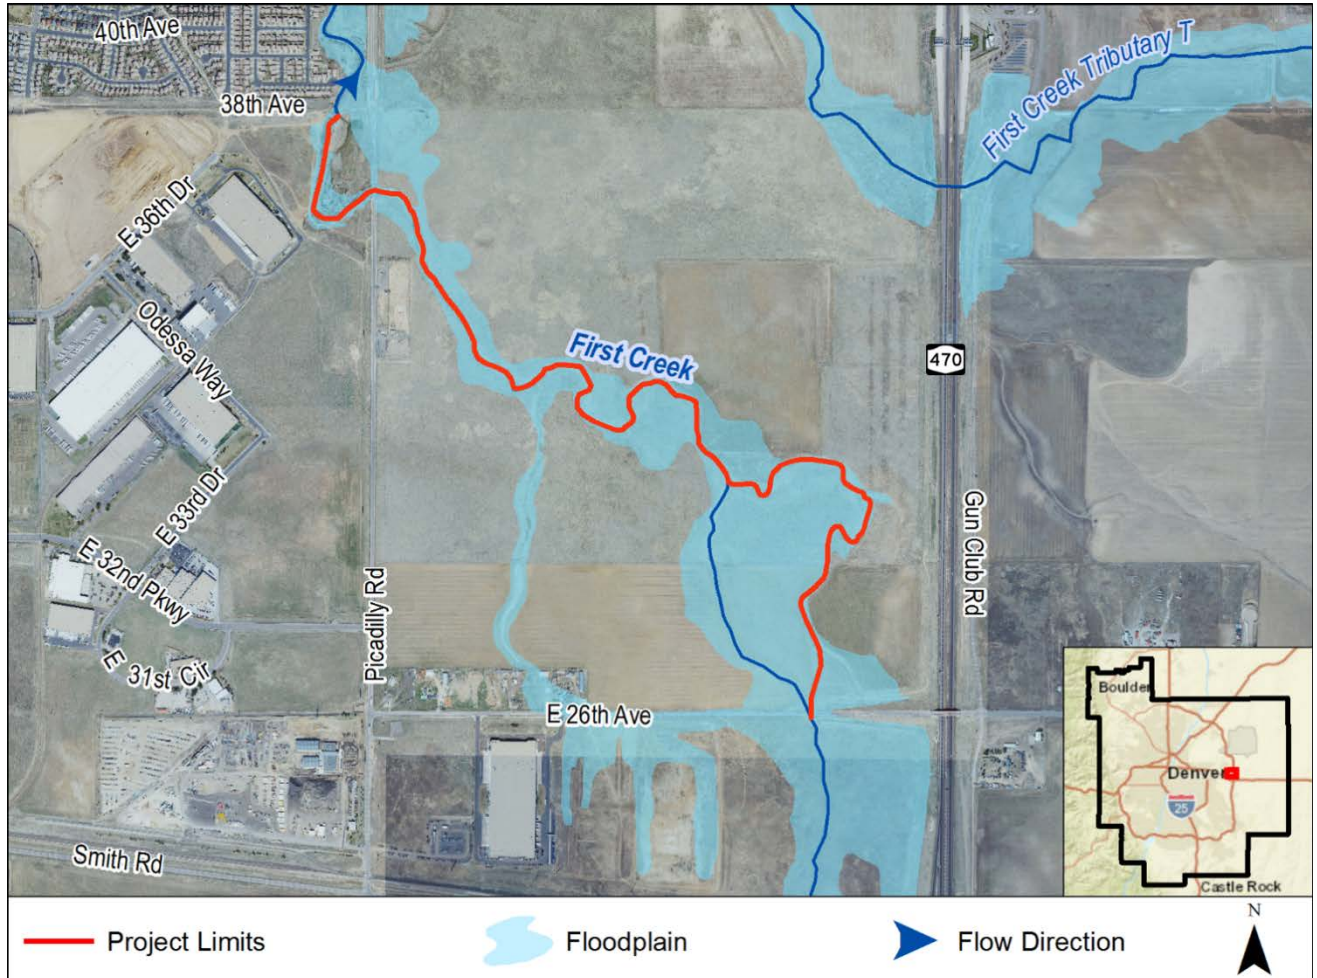 40th Ave
38th Ave
First Creek Tributary T
E 36th Dr
Odessa Way
First Creek
470
E 33rd Dr
E 32nd Pkwy
E 31st Cir
Picadilly Rd
Gun Club Rd
E 26th Ave
Smith Rd
Boulder
Denver
25
Castle Rock
Project Limits
Floodplain
Flow Direction
N